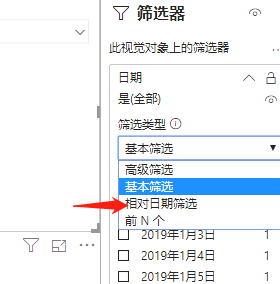 筛选器
此视觉对象上的筛选器
日期
是(全部)
筛选类型
基本筛选
高级筛选
基本筛选
相对日期筛选
前 N 个
2019年1月3日 1
2019年1月4日 1
2019年1月5日 1